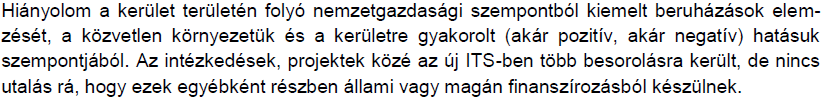 Hiányolom a kerület területén folyó nemzetgazdasági szempontból kiemelt beruházások elem-
zését, a közvetlen környezetük és a kerületre gyakorolt (akár pozitív, akár negatív) hatásuk
szempontjából. Az intézkedések, projektek közé az új ITS-ben több besorolásra került, de nincs
utalás rá, hogy ezek egyébként részben állami vagy magán finanszírozásból készülnek.